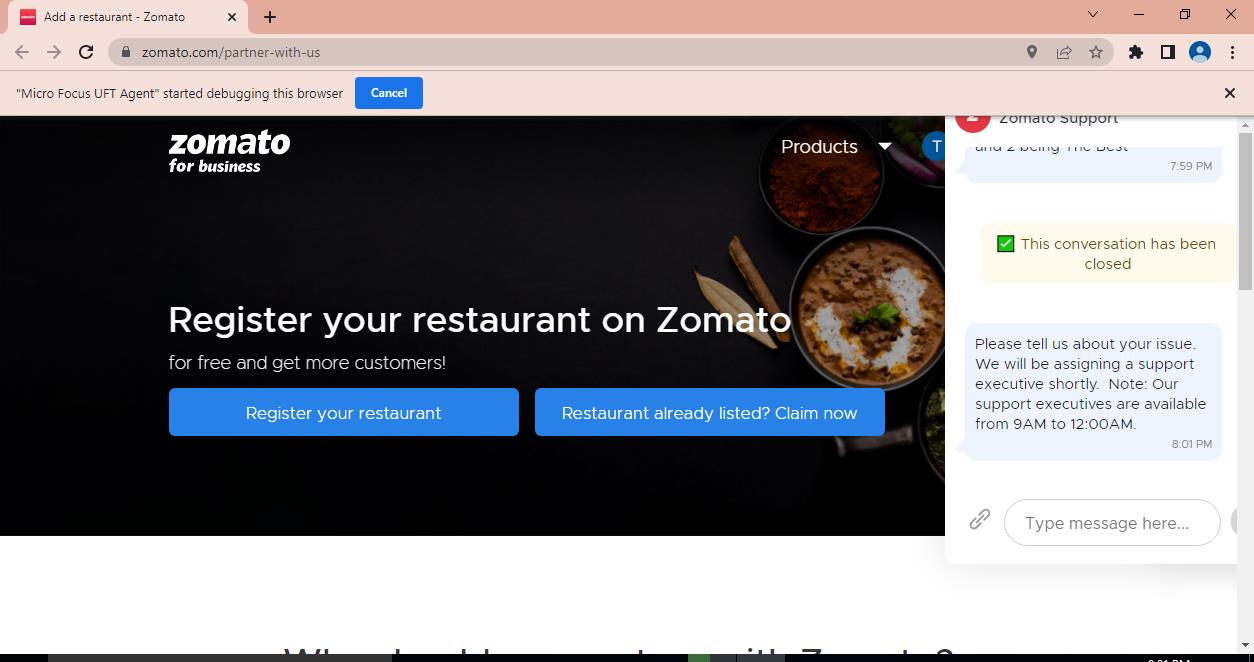 Add a restaurant - Zomato
zomato.com/partner-with-us
"Micro Focus UFT Agent" started debugging this browser
Cancel
zomato
for business
Products
T
Register your restaurant on Zomato
for free and get more customers!
Register your restaurant
Restaurant already listed? Claim now
Zomato Support
and 2 being The Best
7:59 PM
This conversation has been
closed
Please tell us about your issue.
We will be assigning a support
executive shortly. Note: Our
support executives are available
from 9AM to 12:00AM.
8:01 PM
Type message here...